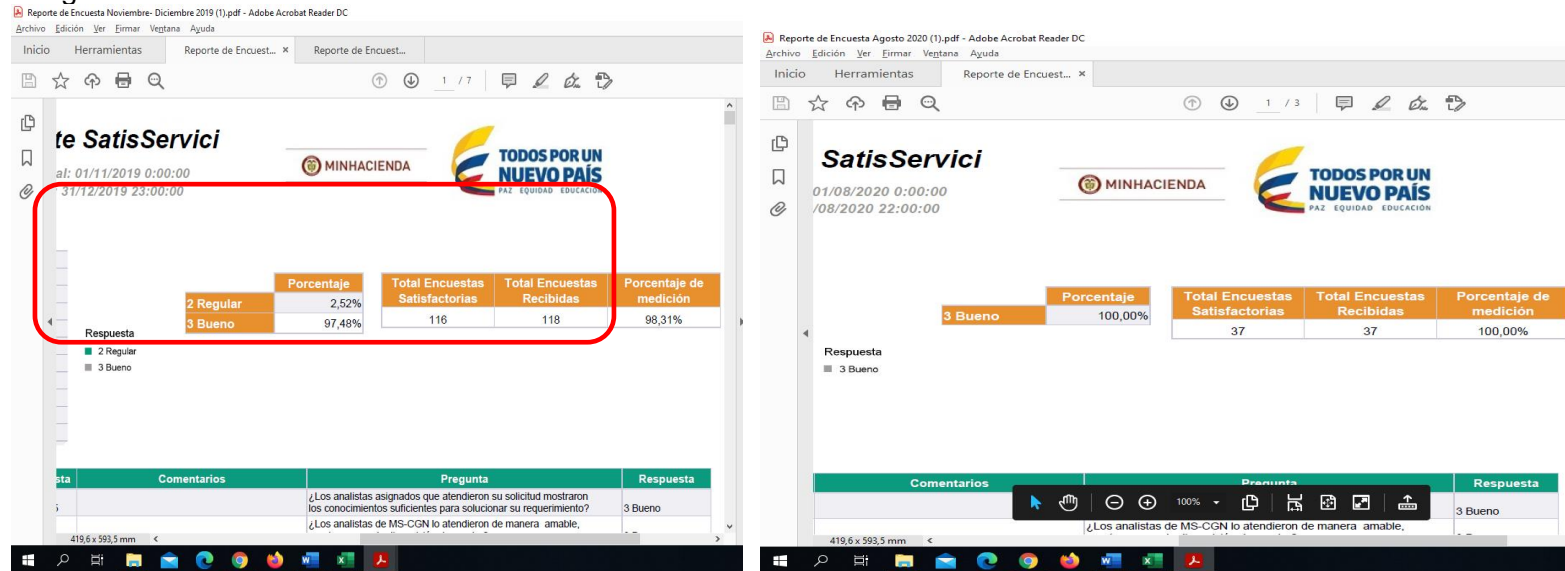 Reporte de Encuesta Noviembre- Diciembre 2019 (1).pdf - Adobe Acrobat Reader DC
Archivo Edición Ver Firmar Ventana Ayuda
Inicio Herramientas Reporte de Encuest... × Reporte de Encuest...
1 / 7
te SatisServici
al: 01/11/2019 0:00:00
31/12/2019 23:00:00
MINHACIENDA
TODOS POR UN
NUEVO PAÍS
PAZ EQUIDAD EDUCACIÓN
Porcentaje
2 Regular 2,52%
3 Bueno 97,48%
Total Encuestas Satisfactorias Total Encuestas Recibidas Porcentaje de medición
116 118 98,31%
Respuesta
2 Regular
3 Bueno
sta Comentarios Pregunta Respuesta
¿Los analistas asignados que atendieron su solicitud mostraron
los conocimientos suficientes para solucionar su requerimiento? 3 Bueno
¿Los analistas de MS-CGN lo atendieron de manera amable,
419,6 x 593,5 mm
Reporte de Encuesta Agosto 2020 (1).pdf - Adobe Acrobat Reader DC
Archivo Edición Ver Firmar Ventana Ayuda
Inicio Herramientas Reporte de Encuest... ×
1 / 3
SatisServici
01/08/2020 0:00:00
/08/2020 22:00:00
MINHACIENDA
TODOS POR UN
NUEVO PAÍS
PAZ EQUIDAD EDUCACIÓN
Porcentaje
3 Bueno 100,00%
Total Encuestas Satisfactorias Total Encuestas Recibidas Porcentaje de medición
37 37 100,00%
Respuesta
3 Bueno
Comentarios Pregunta Respuesta
100%
3 Bueno
¿Los analistas de MS-CGN lo atendieron de manera amable,
419,6 x 593,5 mm